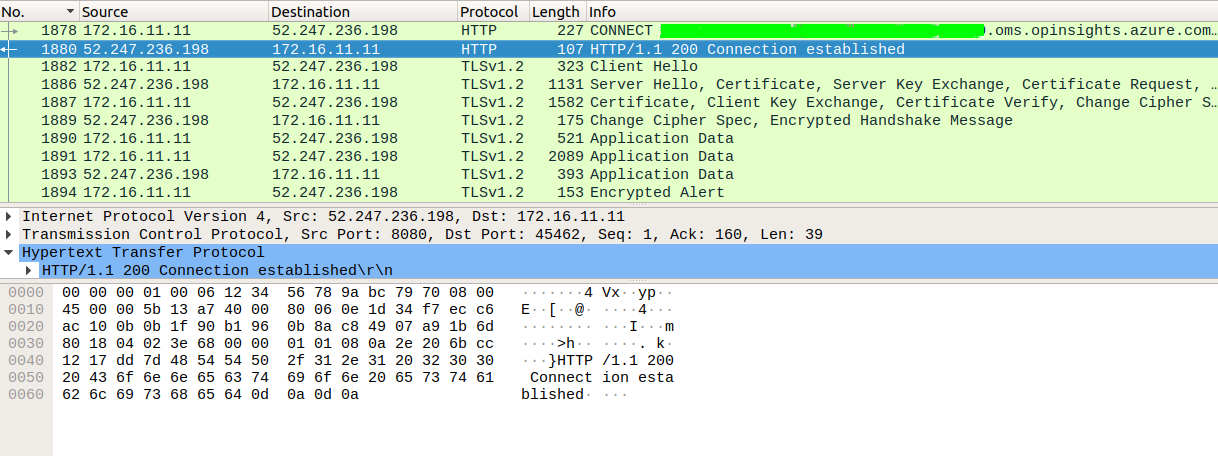 No. Source Destination Protocol Length Info
1878 172.16.11.11 52.247.236.198 HTTP 227 CONNECT .oms.opinsights.azure.com…
1880 52.247.236.198 172.16.11.11 HTTP 107 HTTP/1.1 200 Connection established
1882 172.16.11.11 52.247.236.198 TLSv1.2 323 Client Hello
1886 52.247.236.198 172.16.11.11 TLSv1.2 1131 Server Hello, Certificate, Server Key Exchange, Certificate Request, …
1887 172.16.11.11 52.247.236.198 TLSv1.2 1582 Certificate, Client Key Exchange, Certificate Verify, Change Cipher S…
1889 52.247.236.198 172.16.11.11 TLSv1.2 175 Change Cipher Spec, Encrypted Handshake Message
1890 172.16.11.11 52.247.236.198 TLSv1.2 521 Application Data
1891 172.16.11.11 52.247.236.198 TLSv1.2 2089 Application Data
1893 52.247.236.198 172.16.11.11 TLSv1.2 393 Application Data
1894 172.16.11.11 52.247.236.198 TLSv1.2 153 Encrypted Alert
Internet Protocol Version 4, Src: 52.247.236.198, Dst: 172.16.11.11
Transmission Control Protocol, Src Port: 8080, Dst Port: 45462, Seq: 1, Ack: 160, Len: 39
Hypertext Transfer Protocol
HTTP/1.1 200 Connection established\r\n
0000 00 00 00 01 00 06 12 34 56 78 9a bc 79 70 08 00 ·······4 Vx··yp··
0010 45 00 00 5b 13 a7 40 00 80 06 0e 1d 34 f7 ec c6 E··[··@· ····4···
0020 ac 10 0b 0b 1f 90 b1 96 0b 8a c8 49 07 a9 1b 6d ········ ···I···m
0030 80 18 04 02 3e 68 00 00 01 01 08 0a 2e 20 6b cc ····>h·· ····. k·
0040 12 17 dd 7d 48 54 54 50 2f 31 2e 31 20 32 30 30 ···}HTTP /1.1 200
0050 20 43 6f 6e 6e 65 63 74 69 6f 6e 20 65 73 74 61 Connect ion esta
0060 62 6c 69 73 68 65 64 0d 0a 0d 0a blished· ···